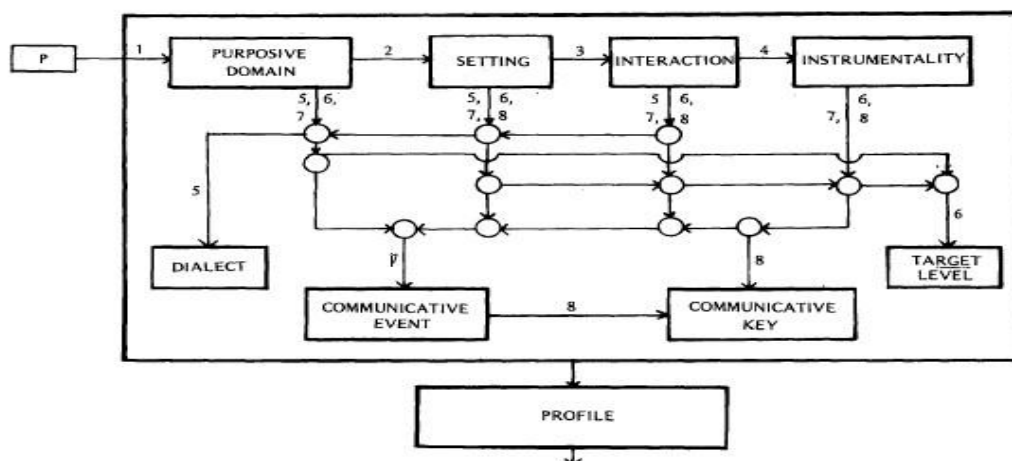 P
1
PURPOSIVE
DOMAIN
2
SETTING
3
INTERACTION
4
INSTRUMENTALITY
5, 6,
7
5, 6,
7, 8
5 6,
7, 8
6,
7, 8
5
6
DIALECT
8
TARGET
LEVEL
COMMUNICATIVE
EVENT
8
COMMUNICATIVE
KEY
PROFILE